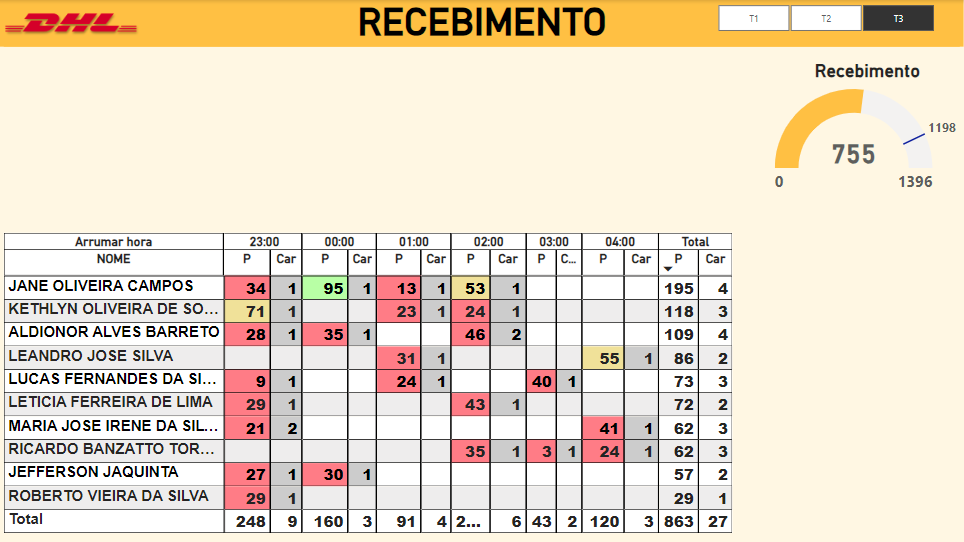 DHL RECEBIMENTO T1 T2 T3
Recebimento
1198
755
0 1396
Arrumar hora 23:00 00:00 01:00 02:00 03:00 04:00 Total
NOME P Car P Car P Car P Car P C... P Car P Car
JANE OLIVEIRA CAMPOS 34 1 95 1 13 1 53 1 195 4
KETHLYN OLIVEIRA DE SO... 71 1 23 1 24 1 118 3
ALDIONOR ALVES BARRETO 28 1 35 1 46 2 109 4
LEANDRO JOSE SILVA 31 1 55 1 86 2
LUCAS FERNANDES DA SI... 9 1 24 1 40 1 73 3
LETICIA FERREIRA DE LIMA 29 1 43 1 72 2
MARIA JOSE IRENE DA SIL... 21 2 41 1 62 3
RICARDO BANZATTO TOR... 35 1 3 1 24 1 62 3
JEFFERSON JAQUINTA 27 1 30 1 57 2
ROBERTO VIEIRA DA SILVA 29 1 29 1
Total 248 9 160 3 91 4 2... 6 43 2 120 3 863 27